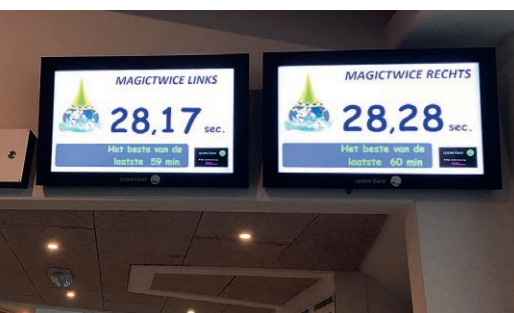 MAGICTWICE LINKS
28,17 sec.
Het beste van de
laatste 59 min
MAGICTWICE RECHTS
28,28 sec.
Het beste van de
laatste 60 min